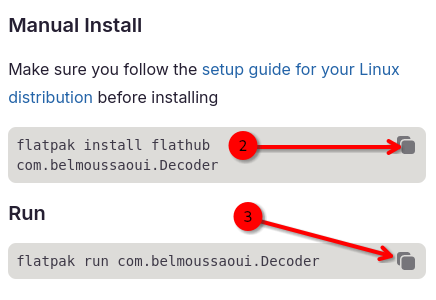 Manual Install
Make sure you follow the setup guide for your Linux
distribution before installing
flatpak install flathub
com.belmoussaoui.Decoder
2
Run
3
flatpak run com.belmoussaoui.Decoder